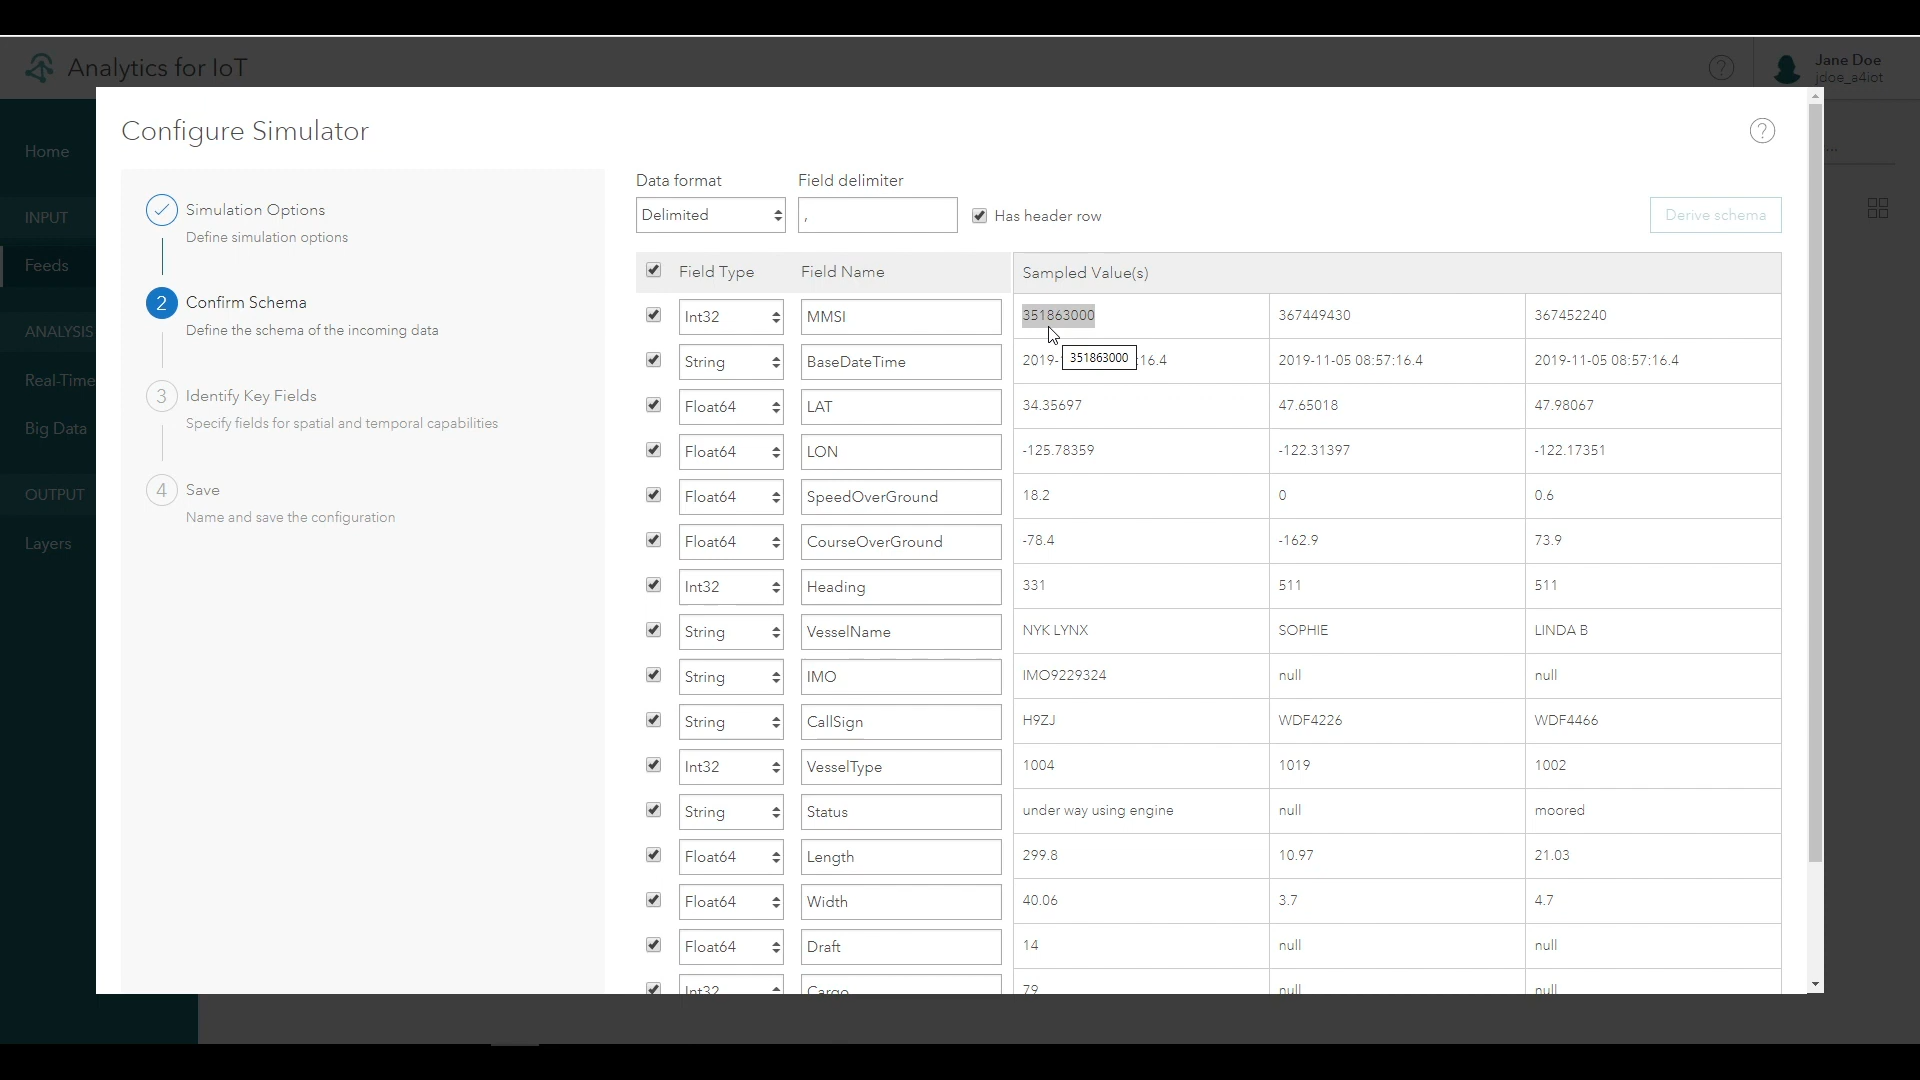 Analytics for IoT
Jane Doe
jdoe_a4iot
Configure Simulator
Home
INPUT
Feeds
ANALYSIS
Real-Time
Big Data
OUTPUT
Layers
Simulation Options
Define simulation options
2 Confirm Schema
Define the schema of the incoming data
3 Identify Key Fields
Specify fields for spatial and temporal capabilities
4 Save
Name and save the configuration
Data format Field delimiter
Delimited , Has header row Derive schema
Field Type Field Name Sampled Value(s)
Int32 MMSI 351863000 367449430 367452240
351863000
String BaseDateTime 2019- :16.4 2019-11-05 08:57:16.4 2019-11-05 08:57:16.4
Float64 LAT 34.35697 47.65018 47.98067
Float64 LON -125.78359 -122.31397 -122.17351
Float64 SpeedOverGround 18.2 0 0.6
Float64 CourseOverGround -78.4 -162.9 73.9
Int32 Heading 331 511 511
String VesselName NYK LYNX SOPHIE LINDA B
String IMO IMO9229324 null null
String CallSign H9ZJ WDF4226 WDF4466
Int32 VesselType 1004 1019 1002
String Status under way using engine null moored
Float64 Length 299.8 10.97 21.03
Float64 Width 40.06 3.7 4.7
Float64 Draft 14 null null
Int32 Cargo 79 null null